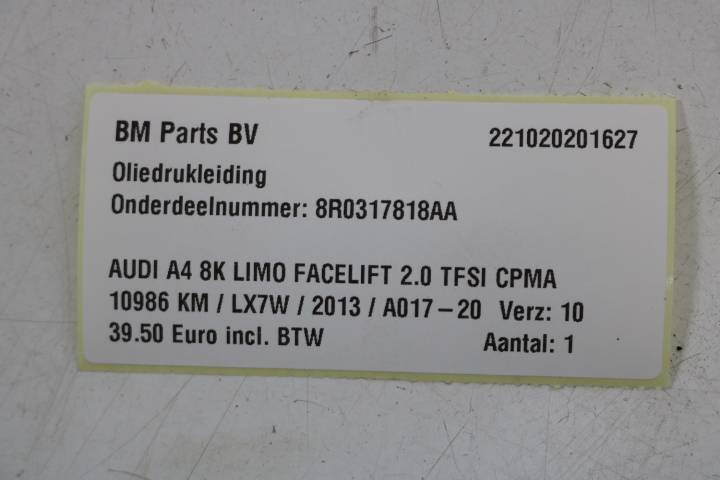 BM Parts BV 221020201627
Oliedrukleiding
Onderdeelnummer: 8R0317818AA
AUDI A4 8K LIMO FACELIFT 2.0 TFSI CPMA
10986 KM / LX7W / 2013 / A017-20 Verz: 10
39.50 Euro incl. BTW Aantal: 1